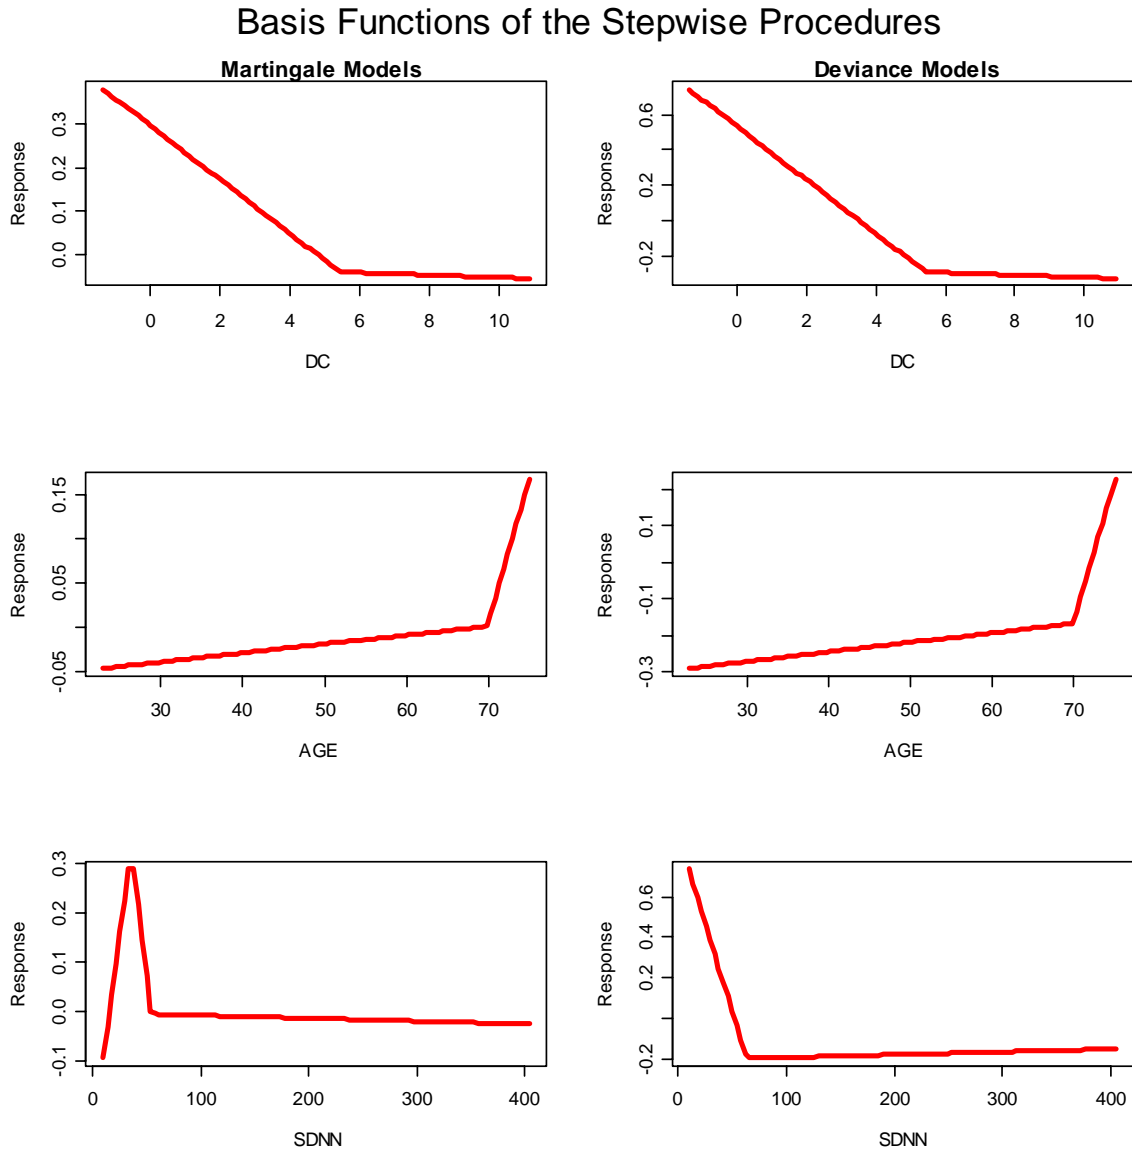 Basis Functions of the Stepwise Procedures
Martingale Models
Deviance Models
Response
0.0 0.1 0.2 0.3
0 2 4 6 8 10
DC
Response
-0.2 0.2 0.6
0 2 4 6 8 10
DC
Response
-0.05 0.05 0.15
30 40 50 60 70
AGE
Response
-0.3 -0.1 0.1
30 40 50 60 70
AGE
Response
-0.1 0.0 0.1 0.2 0.3
0 100 200 300 400
SDNN
Response
-0.2 0.2 0.4 0.6
0 100 200 300 400
SDNN